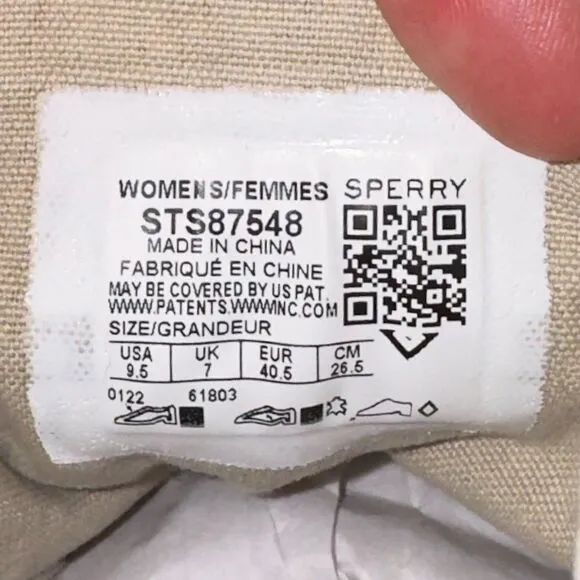 WOMENS/FEMMES SPERRY
STS87548
MADE IN CHINA
FABRIQUÉ EN CHINE
MAY BE COVERED BY US PAT.
WWW.PATENTS.WWWINC.COM
SIZE/GRANDEUR
USA UK EUR CM
9.5 7 40.5 26.5
0122 61803